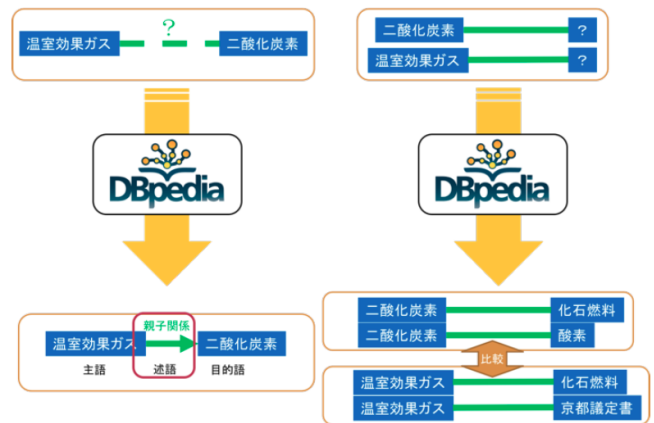 ?
温室効果ガス 二酸化炭素
DBpedia
親子関係
温室効果ガス 二酸化炭素
主語 述語 目的語
二酸化炭素 ?
温室効果ガス ?
DBpedia
二酸化炭素 化石燃料
二酸化炭素 酸素
比較
温室効果ガス 化石燃料
温室効果ガス 京都議定書